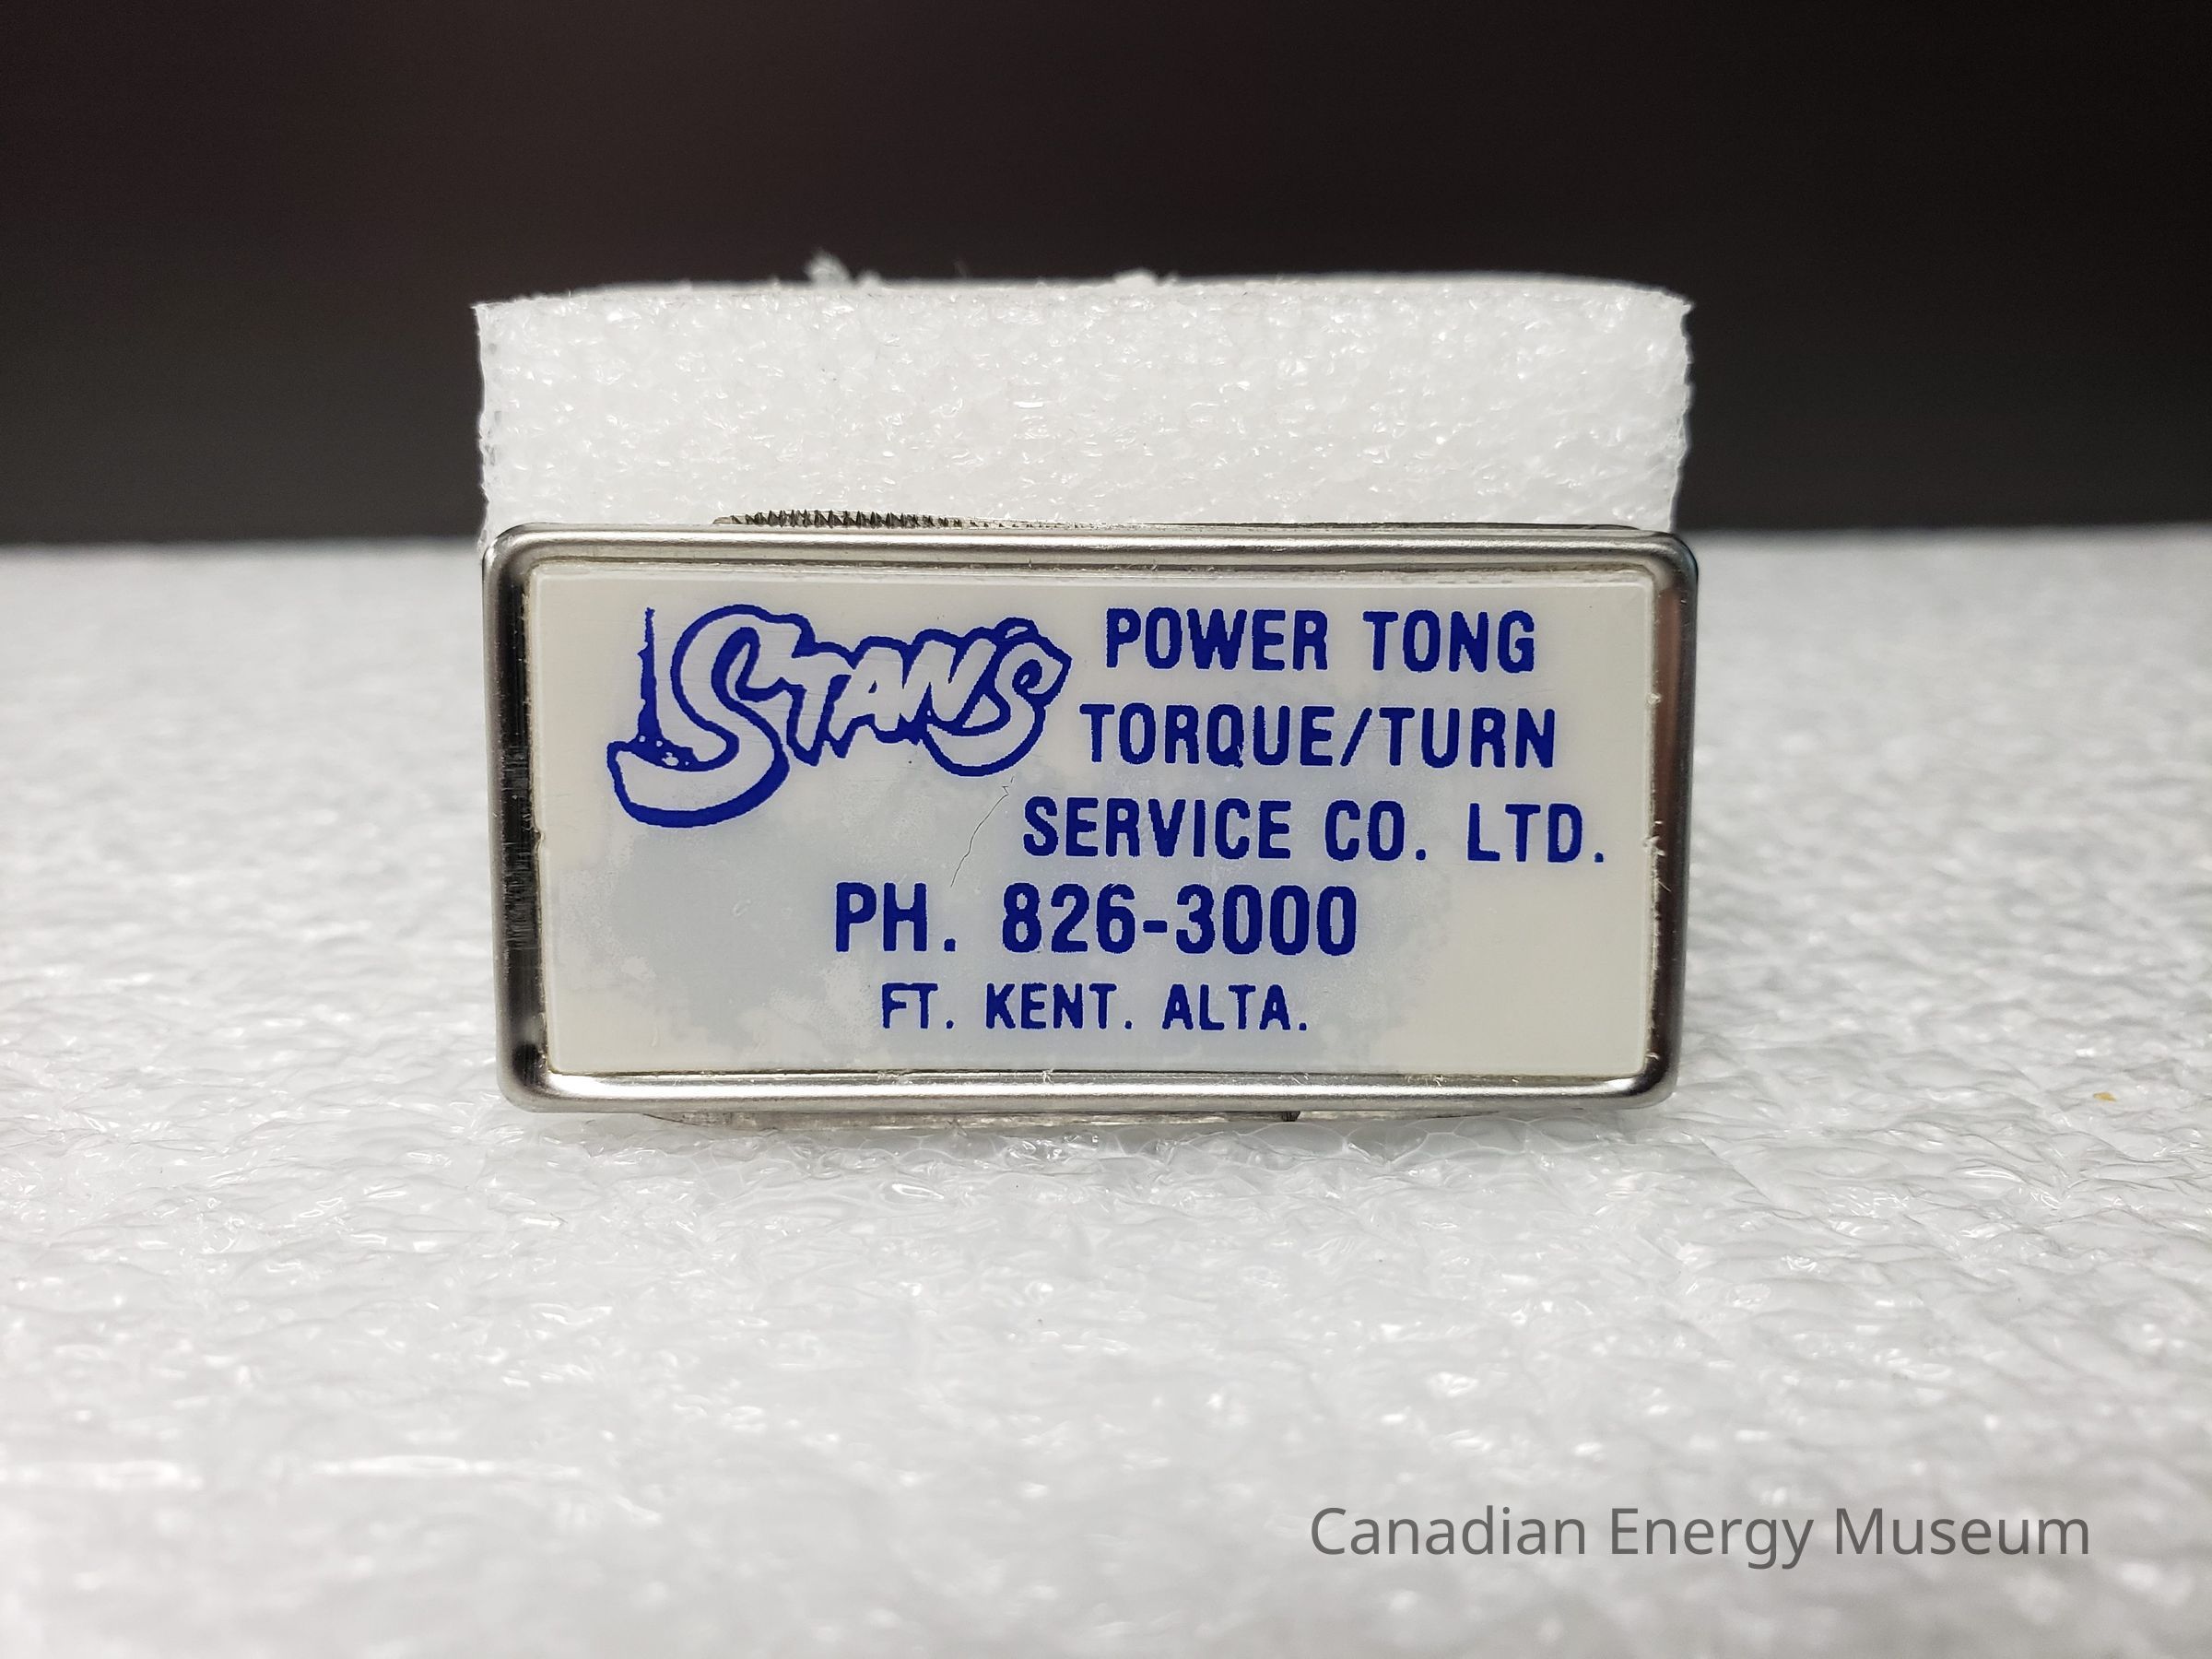 STAN'S POWER TONG
TORQUE/TURN
SERVICE CO. LTD.
PH. 826-3000
FT. KENT. ALTA.
Canadian Energy Museum